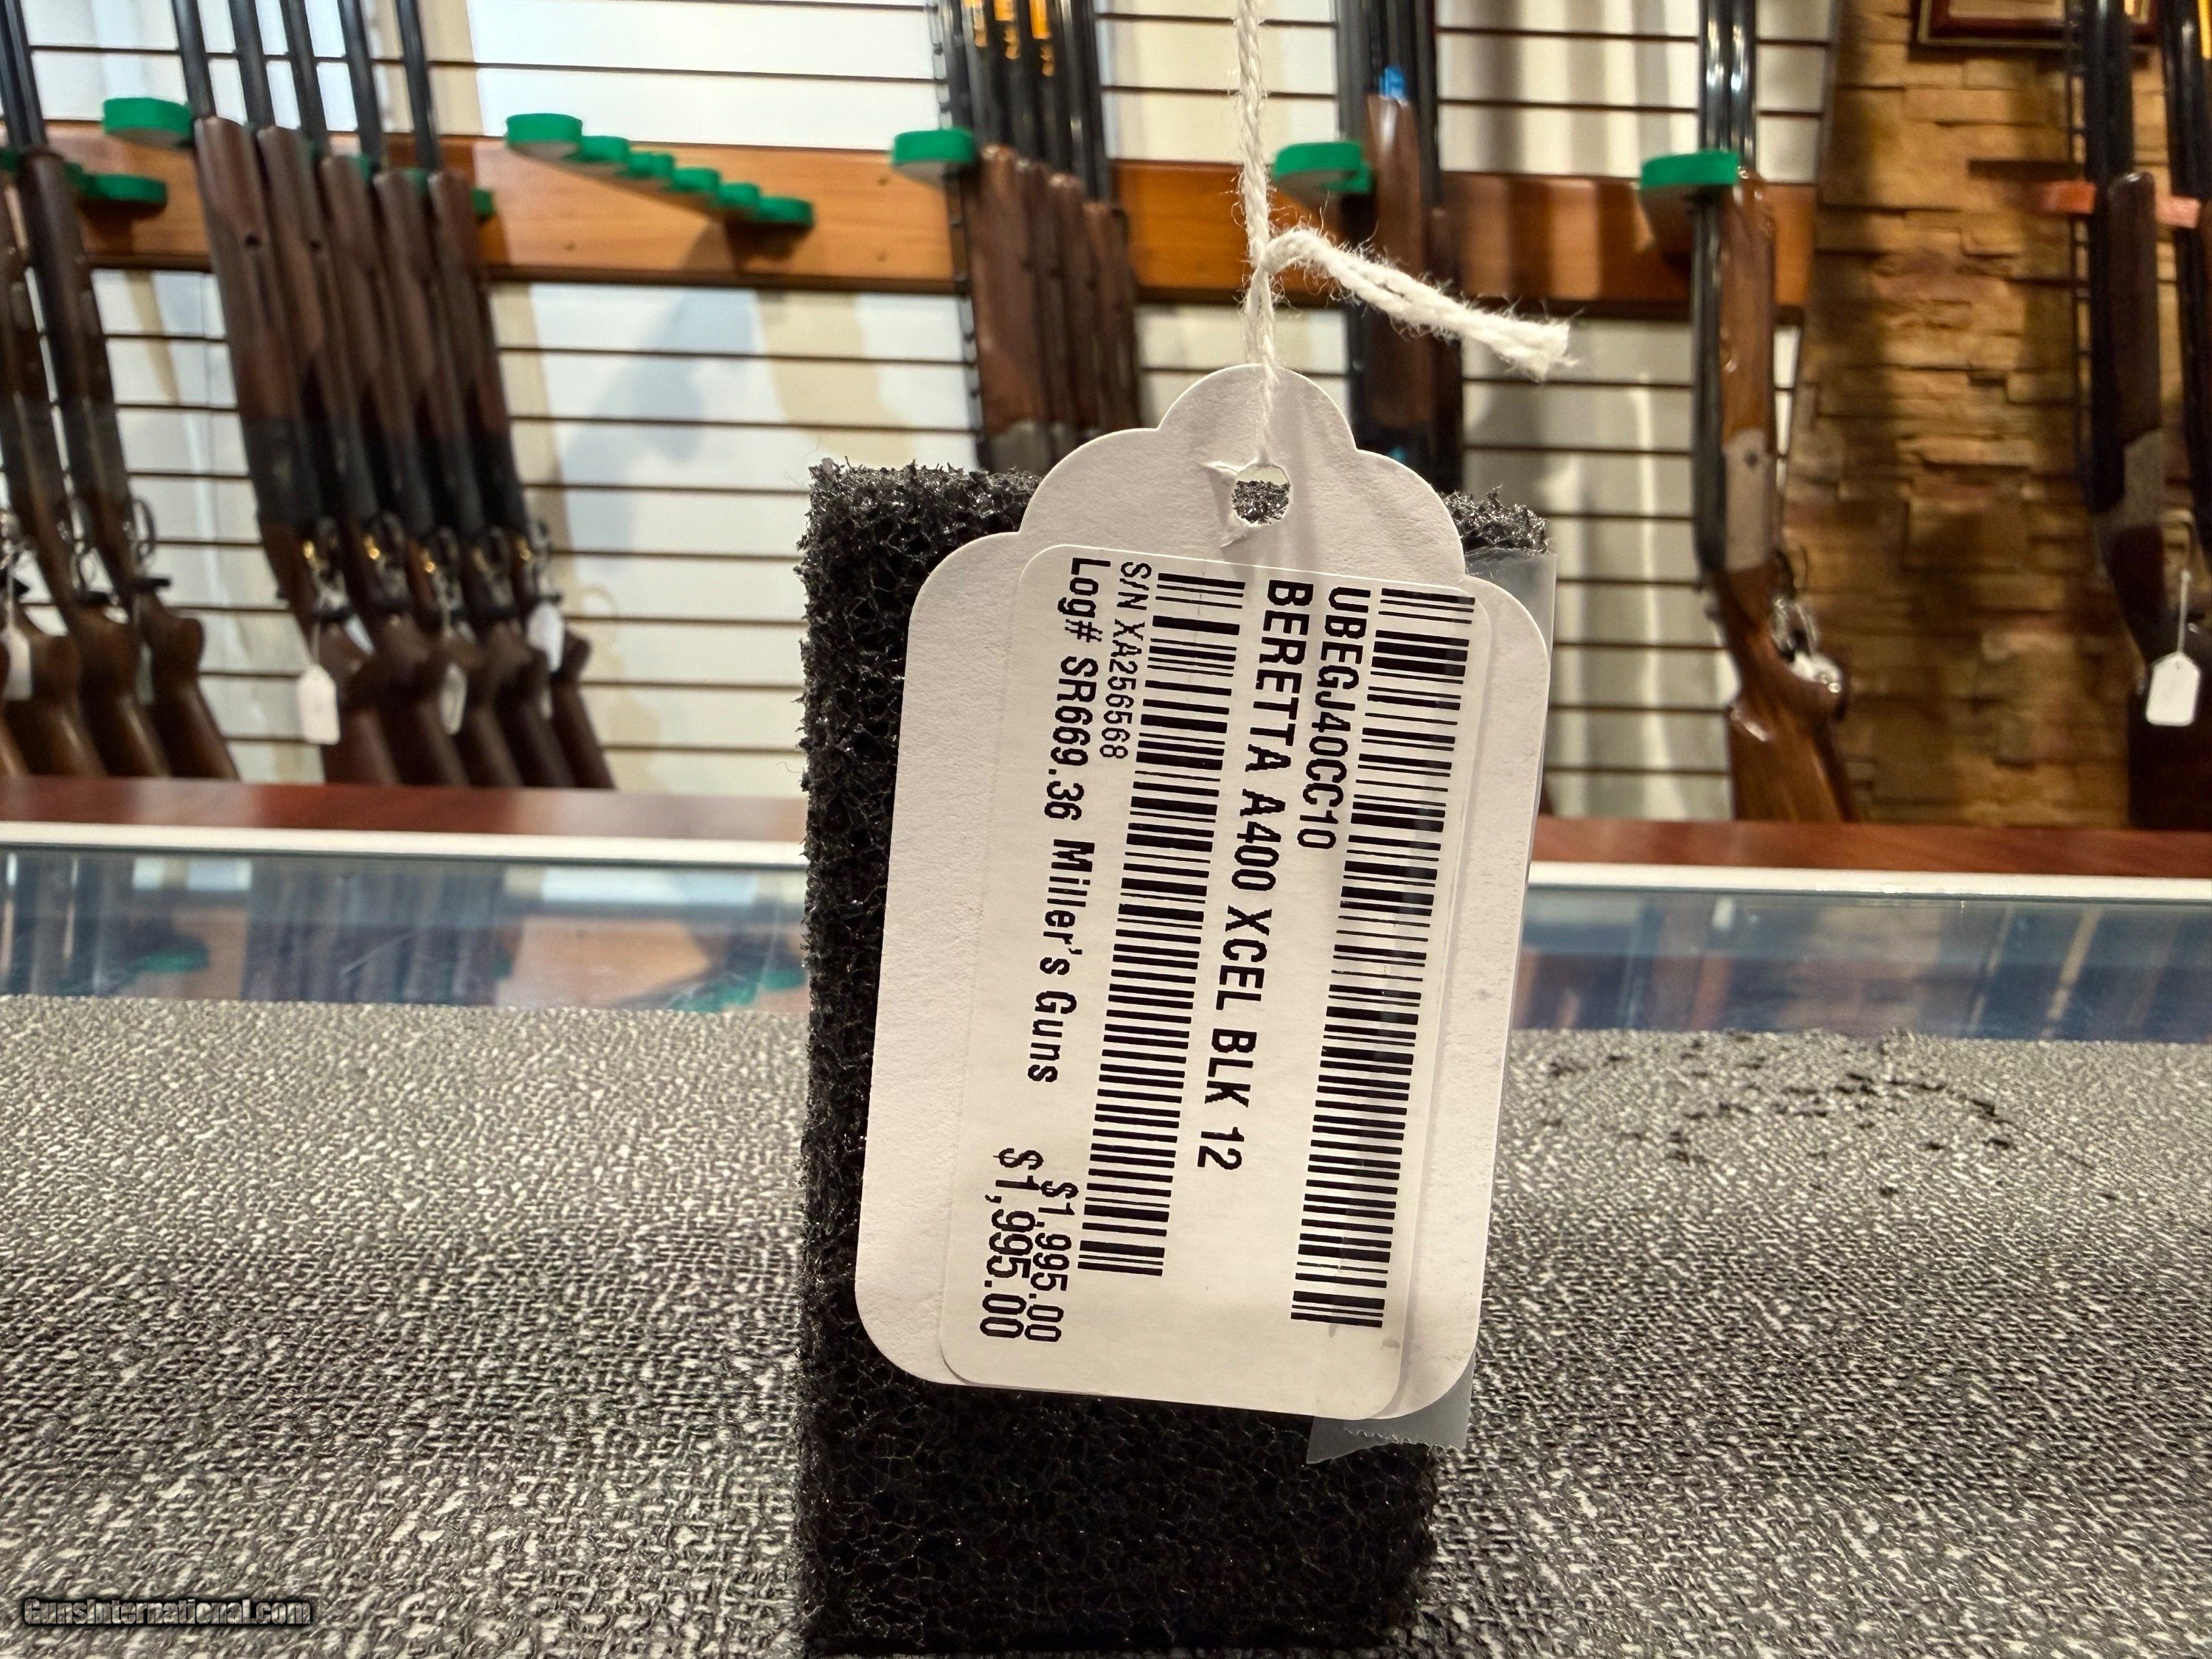 UBEGJ40CC10
BERETTA A400 XCEL BLK 12
S/N XA256568
$1,995.00
Log# SR669.36 Miller's Guns
$1,995.00
GunsInternational.com